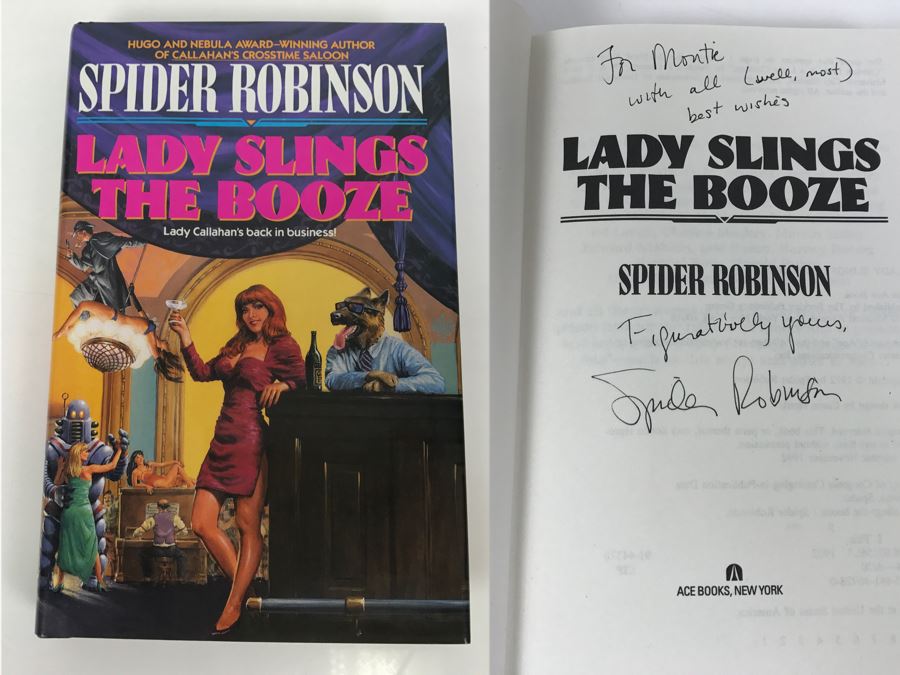 HUGO AND NEBULA AWARD–WINNING AUTHOR
OF CALLAHAN'S CROSSTIME SALOON
SPIDER ROBINSON
LADY SLINGS
THE BOOZE
Lady Callahan's back in business!
For Montie
with all (well, most)
best wishes
LADY SLINGS
THE BOOZE
SPIDER ROBINSON
Figuratively yours,
Spider Robinson
ACE BOOKS, NEW YORK